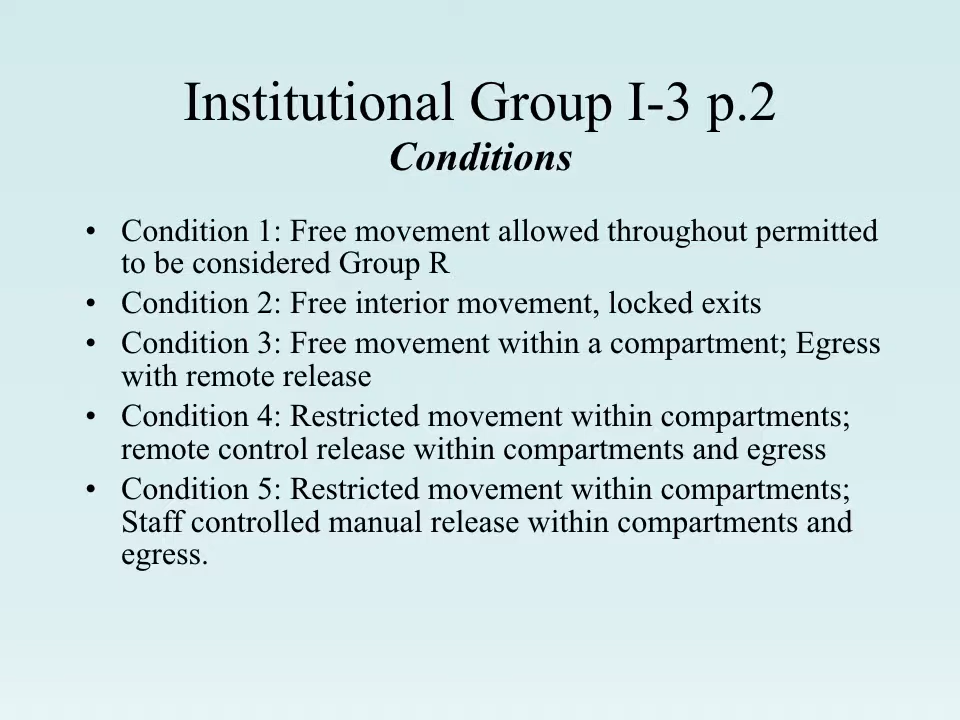 Institutional Group I-3 p.2
Conditions
• Condition 1: Free movement allowed throughout permitted
to be considered Group R
• Condition 2: Free interior movement, locked exits
• Condition 3: Free movement within a compartment; Egress
with remote release
• Condition 4: Restricted movement within compartments;
remote control release within compartments and egress
• Condition 5: Restricted movement within compartments;
Staff controlled manual release within compartments and
egress.